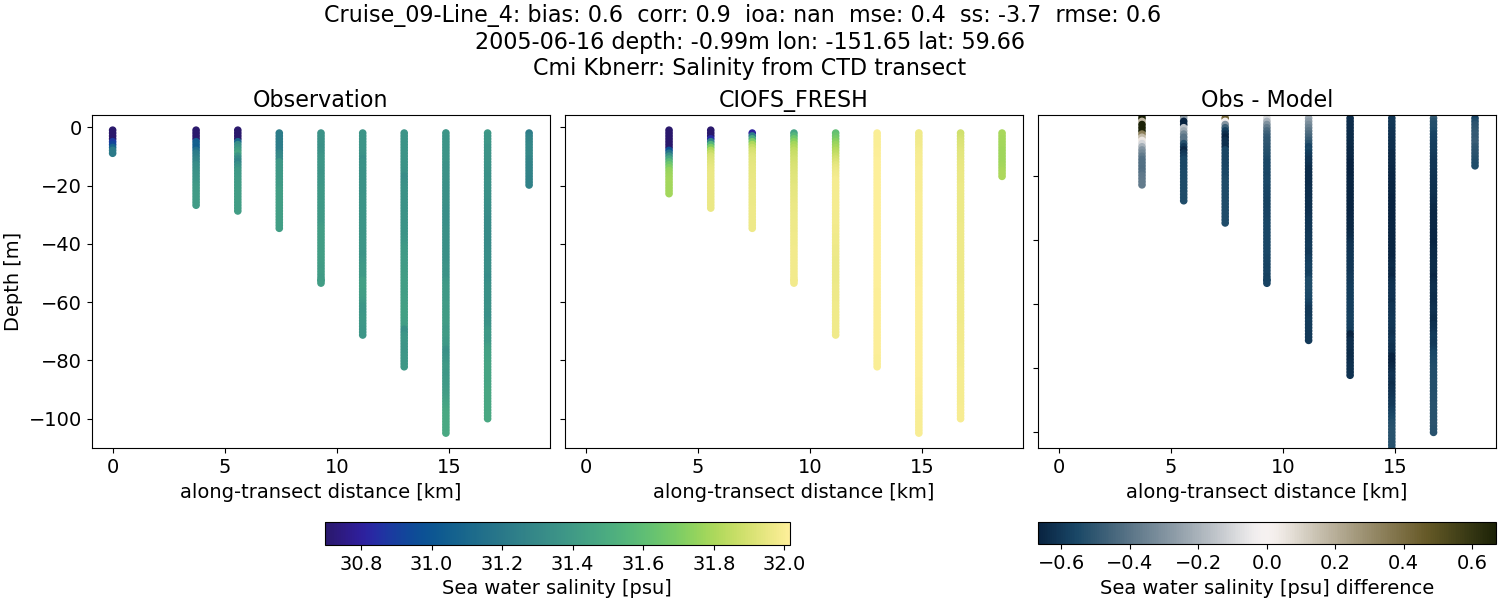 Cruise_09-Line_4: bias: 0.6  corr: 0.9  ioa: nan  mse: 0.4  ss: -3.7  rmse: 0.6
2005-06-16 depth: -0.99m lon: -151.65 lat: 59.66
Cmi Kbnerr: Salinity from CTD transect
Observation
CIOFS_FRESH
Obs - Model
Depth [m]
0
−20
−40
−60
−80
−100
0 5 10 15
0 5 10 15
0 5 10 15
along-transect distance [km]
along-transect distance [km]
along-transect distance [km]
30.8 31.0 31.2 31.4 31.6 31.8 32.0
Sea water salinity [psu]
−0.6 −0.4 −0.2 0.0 0.2 0.4 0.6
Sea water salinity [psu] difference